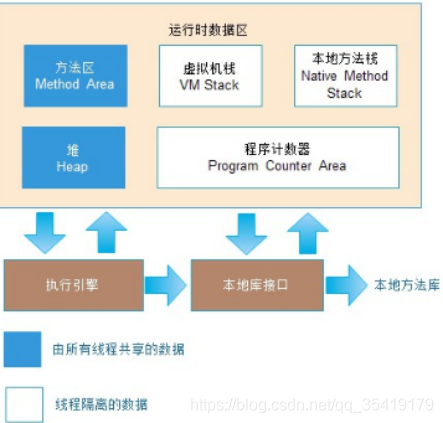 运行时数据区
方法区
Method Area
虚拟机栈
VM Stack
本地方法栈
Native Method
Stack
堆
Heap
程序计数器
Program Counter Area
执行引擎
本地库接口
本地方法库
由所有线程共享的数据
线程隔离的数据
https://blog.csdn.net/qq_35419179